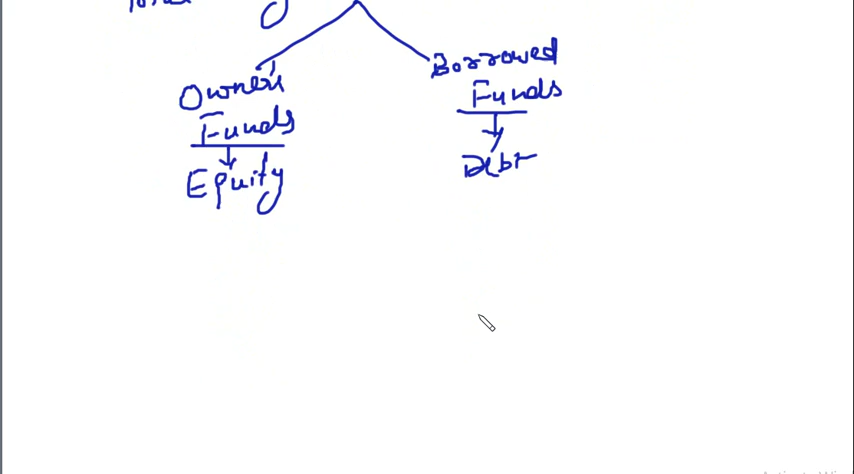 Owner's
Funds
Equity
Borrowed
Funds
Debt